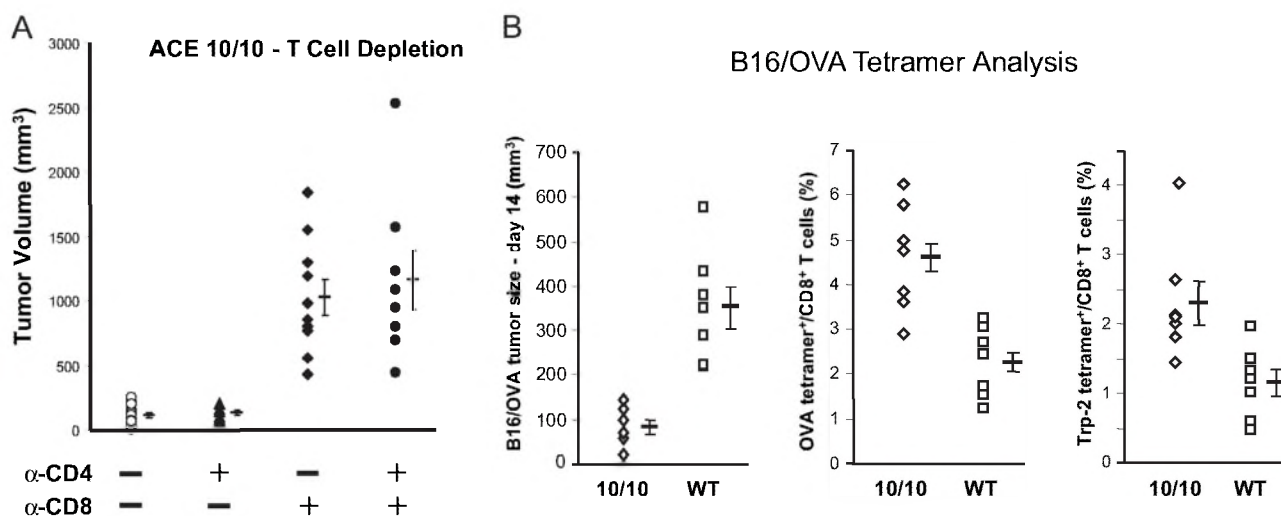 A
ACE 10/10 - T Cell Depletion
Tumor Volume (mm³)
3000
2500
2000
1500
1000
500
0
α-CD4 − + − +
α-CD8 − − + +
B
B16/OVA Tetramer Analysis
B16/OVA tumor size - day 14 (mm³)
700
600
500
400
300
200
100
0
10/10 WT
OVA tetramer⁺/CD8⁺ T cells (%)
7
6
5
4
3
2
1
0
10/10 WT
Trp-2 tetramer⁺/CD8⁺ T cells (%)
4
3
2
1
0
10/10 WT